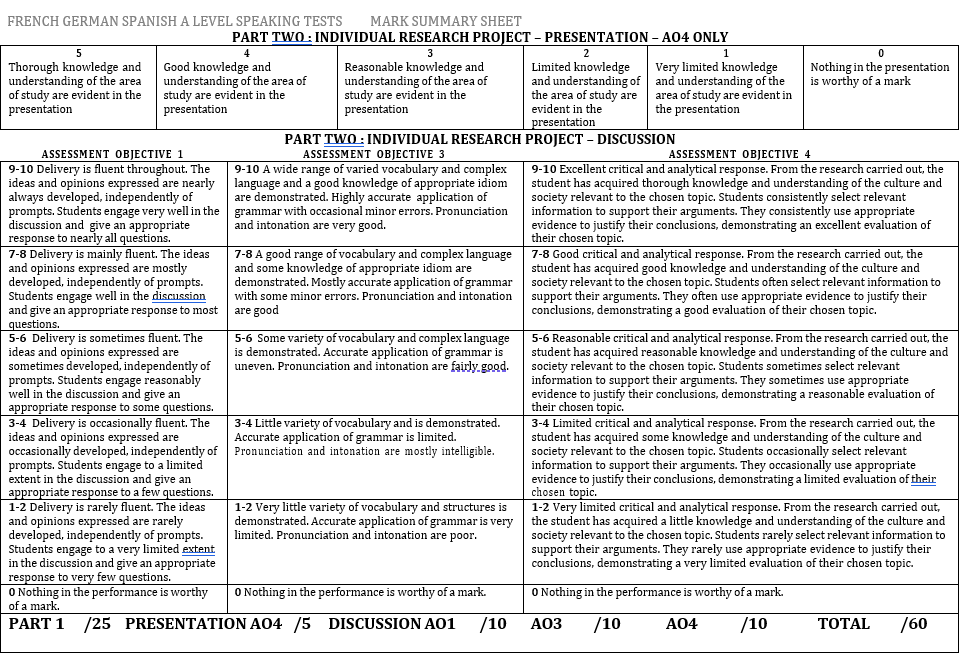 FRENCH GERMAN SPANISH A LEVEL SPEAKING TESTS MARK SUMMARY SHEET
PART TWO : INDIVIDUAL RESEARCH PROJECT – PRESENTATION – AO4 ONLY
5
Thorough knowledge and
understanding of the area
of study are evident in the
presentation
4
Good knowledge and
understanding of the area of
study are evident in the
presentation
3
Reasonable knowledge and
understanding of the area of
study are evident in the
presentation
2
Limited knowledge
and understanding of
the area of study are
evident in the
presentation
1
Very limited knowledge
and understanding of the
area of study are evident in
the presentation
0
Nothing in the presentation
is worthy of a mark
PART TWO : INDIVIDUAL RESEARCH PROJECT – DISCUSSION
ASSESSMENT OBJECTIVE 1 ASSESSMENT OBJECTIVE 3 ASSESSMENT OBJECTIVE 4
9-10 Delivery is fluent throughout. The
ideas and opinions expressed are nearly
always developed, independently of
prompts. Students engage very well in the
discussion and give an appropriate
response to nearly all questions.
9-10 A wide range of varied vocabulary and complex
language and a good knowledge of appropriate idiom
are demonstrated. Highly accurate application of
grammar with occasional minor errors. Pronunciation
and intonation are very good.
9-10 Excellent critical and analytical response. From the research carried out, the
student has acquired thorough knowledge and understanding of the culture and
society relevant to the chosen topic. Students consistently select relevant
information to support their arguments. They consistently use appropriate
evidence to justify their conclusions, demonstrating an excellent evaluation of
their chosen topic.
7-8 Delivery is mainly fluent. The ideas
and opinions expressed are mostly
developed, independently of prompts.
Students engage well in the discussion
and give an appropriate response to most
questions.
7-8 A good range of vocabulary and complex language
and some knowledge of appropriate idiom are
demonstrated. Mostly accurate application of grammar
with some minor errors. Pronunciation and intonation
are good
7-8 Good critical and analytical response. From the research carried out, the
student has acquired good knowledge and understanding of the culture and
society relevant to the chosen topic. Students often select relevant information to
support their arguments. They often use appropriate evidence to justify their
conclusions, demonstrating a good evaluation of their chosen topic.
5-6 Delivery is sometimes fluent. The
ideas and opinions expressed are
sometimes developed, independently of
prompts. Students engage reasonably
well in the discussion and give an
appropriate response to some questions.
5-6 Some variety of vocabulary and complex language
is demonstrated. Accurate application of grammar is
uneven. Pronunciation and intonation are fairly good.
5-6 Reasonable critical and analytical response. From the research carried out, the
student has acquired reasonable knowledge and understanding of the culture and
society relevant to the chosen topic. Students sometimes select relevant
information to support their arguments. They sometimes use appropriate
evidence to justify their conclusions, demonstrating a reasonable evaluation of
their chosen topic.
3-4 Delivery is occasionally fluent. The
ideas and opinions expressed are
occasionally developed, independently of
prompts. Students engage to a limited
extent in the discussion and give an
appropriate response to a few questions.
3-4 Little variety of vocabulary and is demonstrated.
Accurate application of grammar is limited.
Pronunciation and intonation are mostly intelligible.
3-4 Limited critical and analytical response. From the research carried out, the
student has acquired some knowledge and understanding of the culture and
society relevant to the chosen topic. Students occasionally select relevant
information to support their arguments. They occasionally use appropriate
evidence to justify their conclusions, demonstrating a limited evaluation of their
chosen topic.
1-2 Delivery is rarely fluent. The ideas
and opinions expressed are rarely
developed, independently of prompts.
Students engage to a very limited extent
in the discussion and give an appropriate
response to very few questions.
1-2 Very little variety of vocabulary and structures is
demonstrated. Accurate application of grammar is very
limited. Pronunciation and intonation are poor.
1-2 Very limited critical and analytical response. From the research carried out,
the student has acquired a little knowledge and understanding of the culture and
society relevant to the chosen topic. Students rarely select relevant information to
support their arguments. They rarely use appropriate evidence to justify their
conclusions, demonstrating a very limited evaluation of their chosen topic.
0 Nothing in the performance is worthy
of a mark.
0 Nothing in the performance is worthy of a mark.
0 Nothing in the performance is worthy of a mark.
PART 1 /25 PRESENTATION AO4 /5 DISCUSSION AO1 /10 AO3 /10 AO4 /10 TOTAL /60